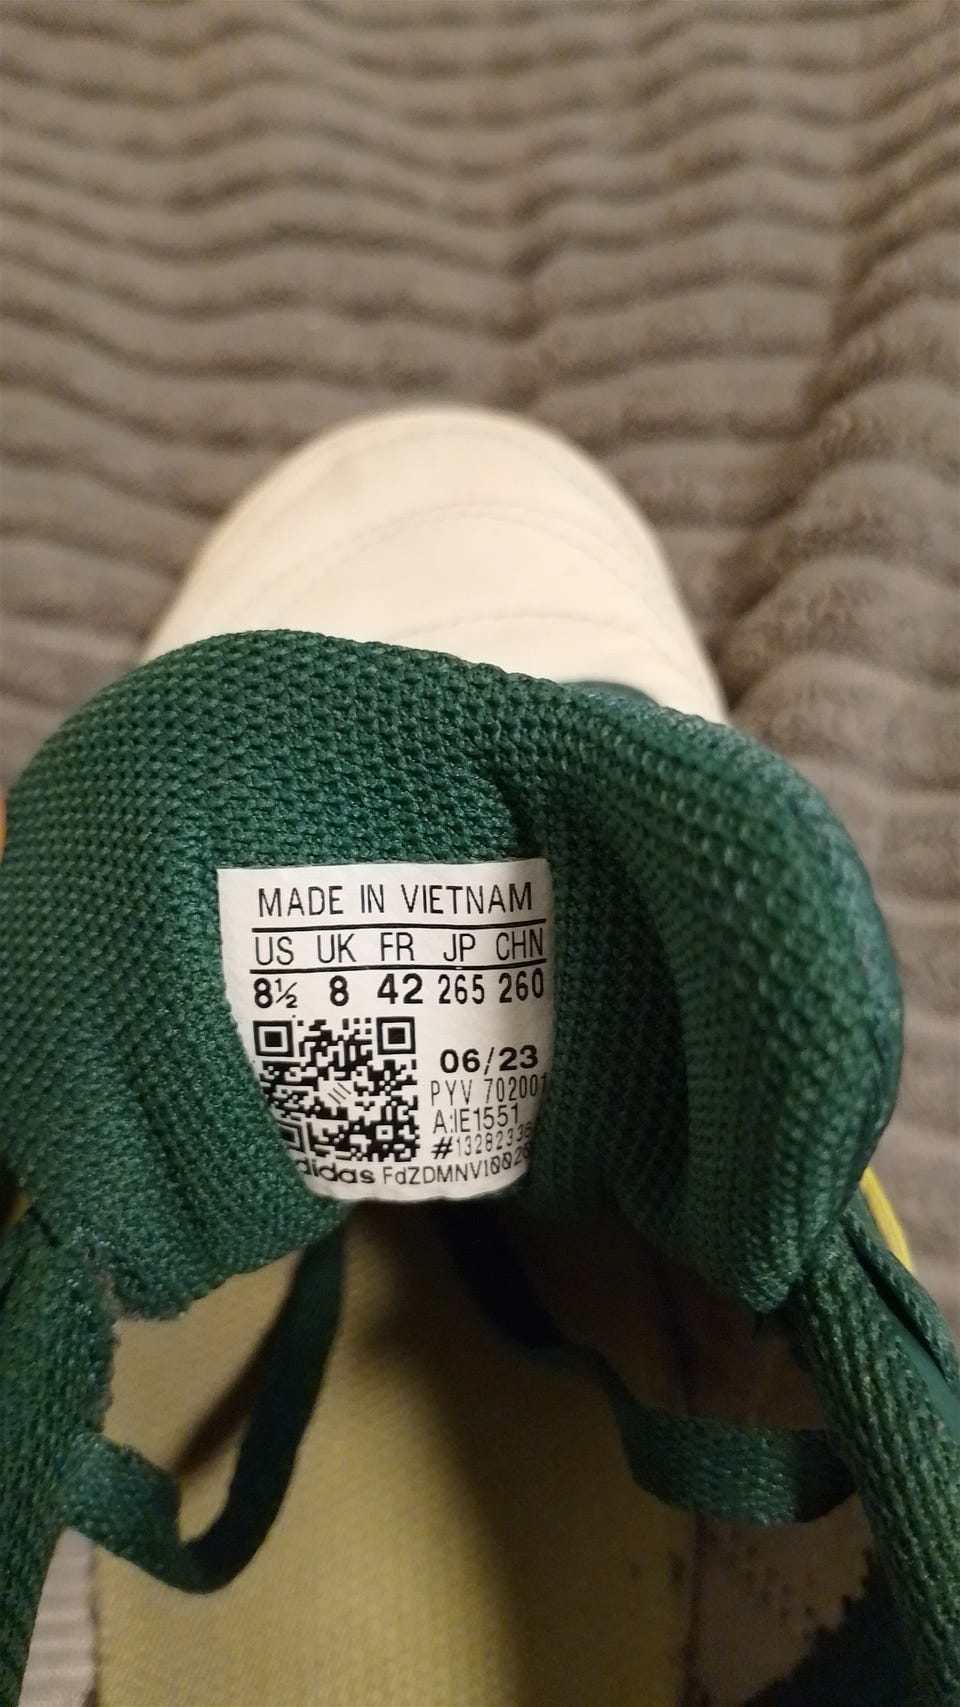 MADE IN VIETNAM
US UK FR JP CHN
8½ 8 42 265 260
06/23
PYV 702001
A:IE1551
adidas